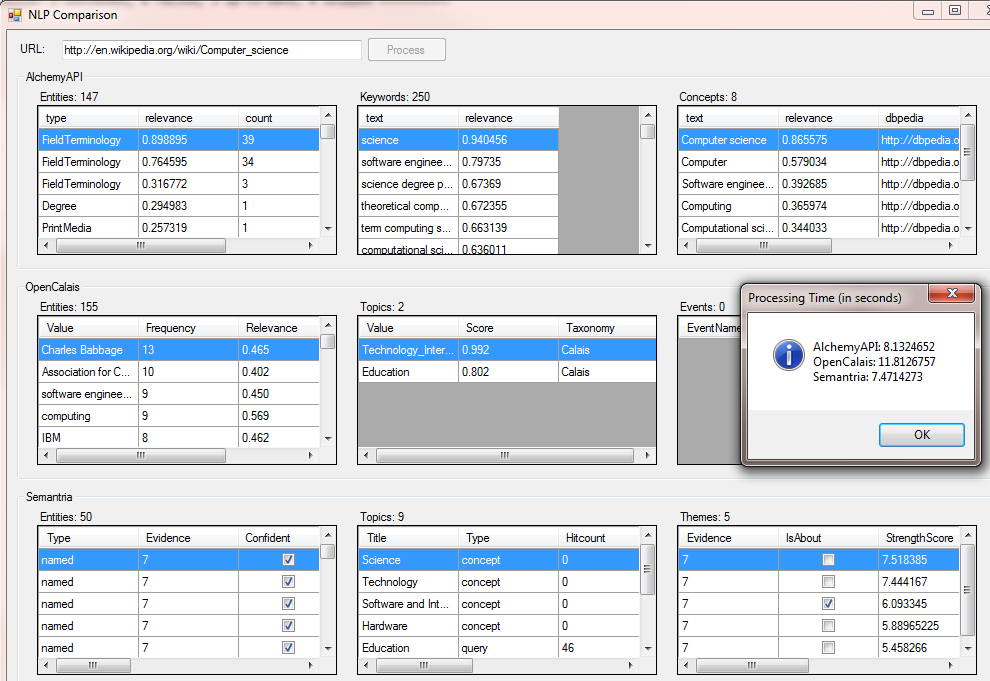 NLP Comparison
URL: http://en.wikipedia.org/wiki/Computer_science Process
AlchemyAPI
Entities: 147 Keywords: 250 Concepts: 8
type relevance count text relevance text relevance dbpedia
FieldTerminology 0.898895 39 science 0.940456 Computer science 0.865575 http://dbpedia.o
FieldTerminology 0.764595 34 software enginee... 0.79735 Computer 0.579034 http://dbpedia.o
FieldTerminology 0.316772 3 science degree p... 0.67369 Software enginee... 0.392685 http://dbpedia.o
Degree 0.294983 1 theoretical comp... 0.672355 Computing 0.365974 http://dbpedia.o
PrintMedia 0.257319 1 term computing s... 0.663139 Computational sci... 0.344033 http://dbpedia.o
computational sci... 0.636011
OpenCalais
Entities: 155 Topics: 2 Events: 0
Value Frequency Relevance Value Score Taxonomy EventName
Charles Babbage 13 0.465 Technology_Inter... 0.992 Calais
Association for C... 10 0.402 Education 0.802 Calais
software enginee... 9 0.450
computing 9 0.569
IBM 8 0.462
Processing Time (in seconds)
AlchemyAPI: 8.1324652
OpenCalais: 11.8126757
Semantria: 7.4714273
OK
Semantria
Entities: 50 Topics: 9 Themes: 5
Type Evidence Confident Title Type Hitcount Evidence IsAbout StrengthScore
named 7 Science concept 0 7 7.518385
named 7 Technology concept 0 7 7.444167
named 7 Software and Int... concept 0 7 6.093345
named 7 Hardware concept 0 7 5.88965225
named 7 Education query 46 7 5.458266